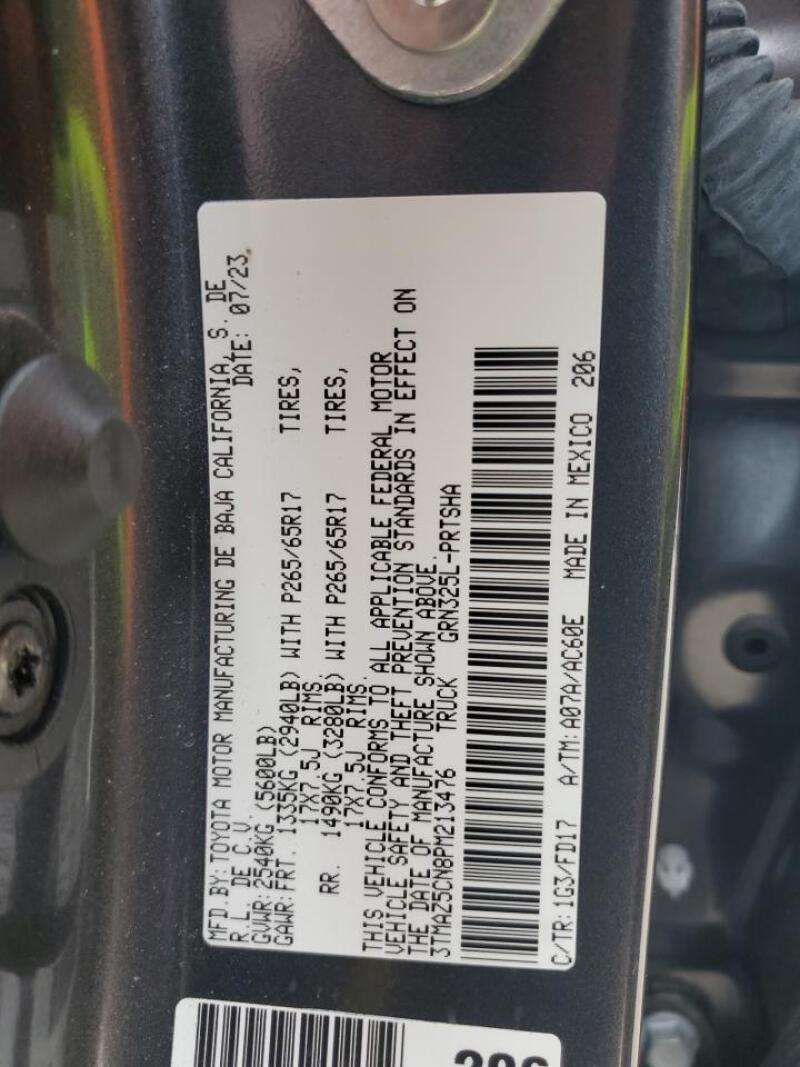 MFD.BY:TOYOTA MOTOR MANUFACTURING DE BAJA CALIFORNIA, S. DE
R.L. DE C.V. DATE: 07/23
GVWR:2540KG (5600LB)
GAWR:FRT. 1335KG (2940LB) WITH P265/65R17 TIRES,
17X7.5J RIMS.
RR. 1490KG (3280LB) WITH P265/65R17 TIRES,
17X7.5J RIMS.
THIS VEHICLE CONFORMS TO ALL APPLICABLE FEDERAL MOTOR
VEHICLE SAFETY AND THEFT PREVENTION STANDARDS IN EFFECT ON
THE DATE OF MANUFACTURE SHOWN ABOVE.
3TMAZ5CN8PM213476 TRUCK GRN325L-PRTSHA
C/TR:1G3/FD17 A/TM:A07A/AC60E MADE IN MEXICO 206